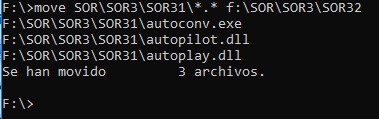 F:\>move SOR\SOR3\SOR31\*.* f:\SOR\SOR3\SOR32
F:\SOR\SOR3\SOR31\autoconv.exe
F:\SOR\SOR3\SOR31\autopilot.dll
F:\SOR\SOR3\SOR31\autoplay.dll
Se han movido         3 archivos.
F:\>